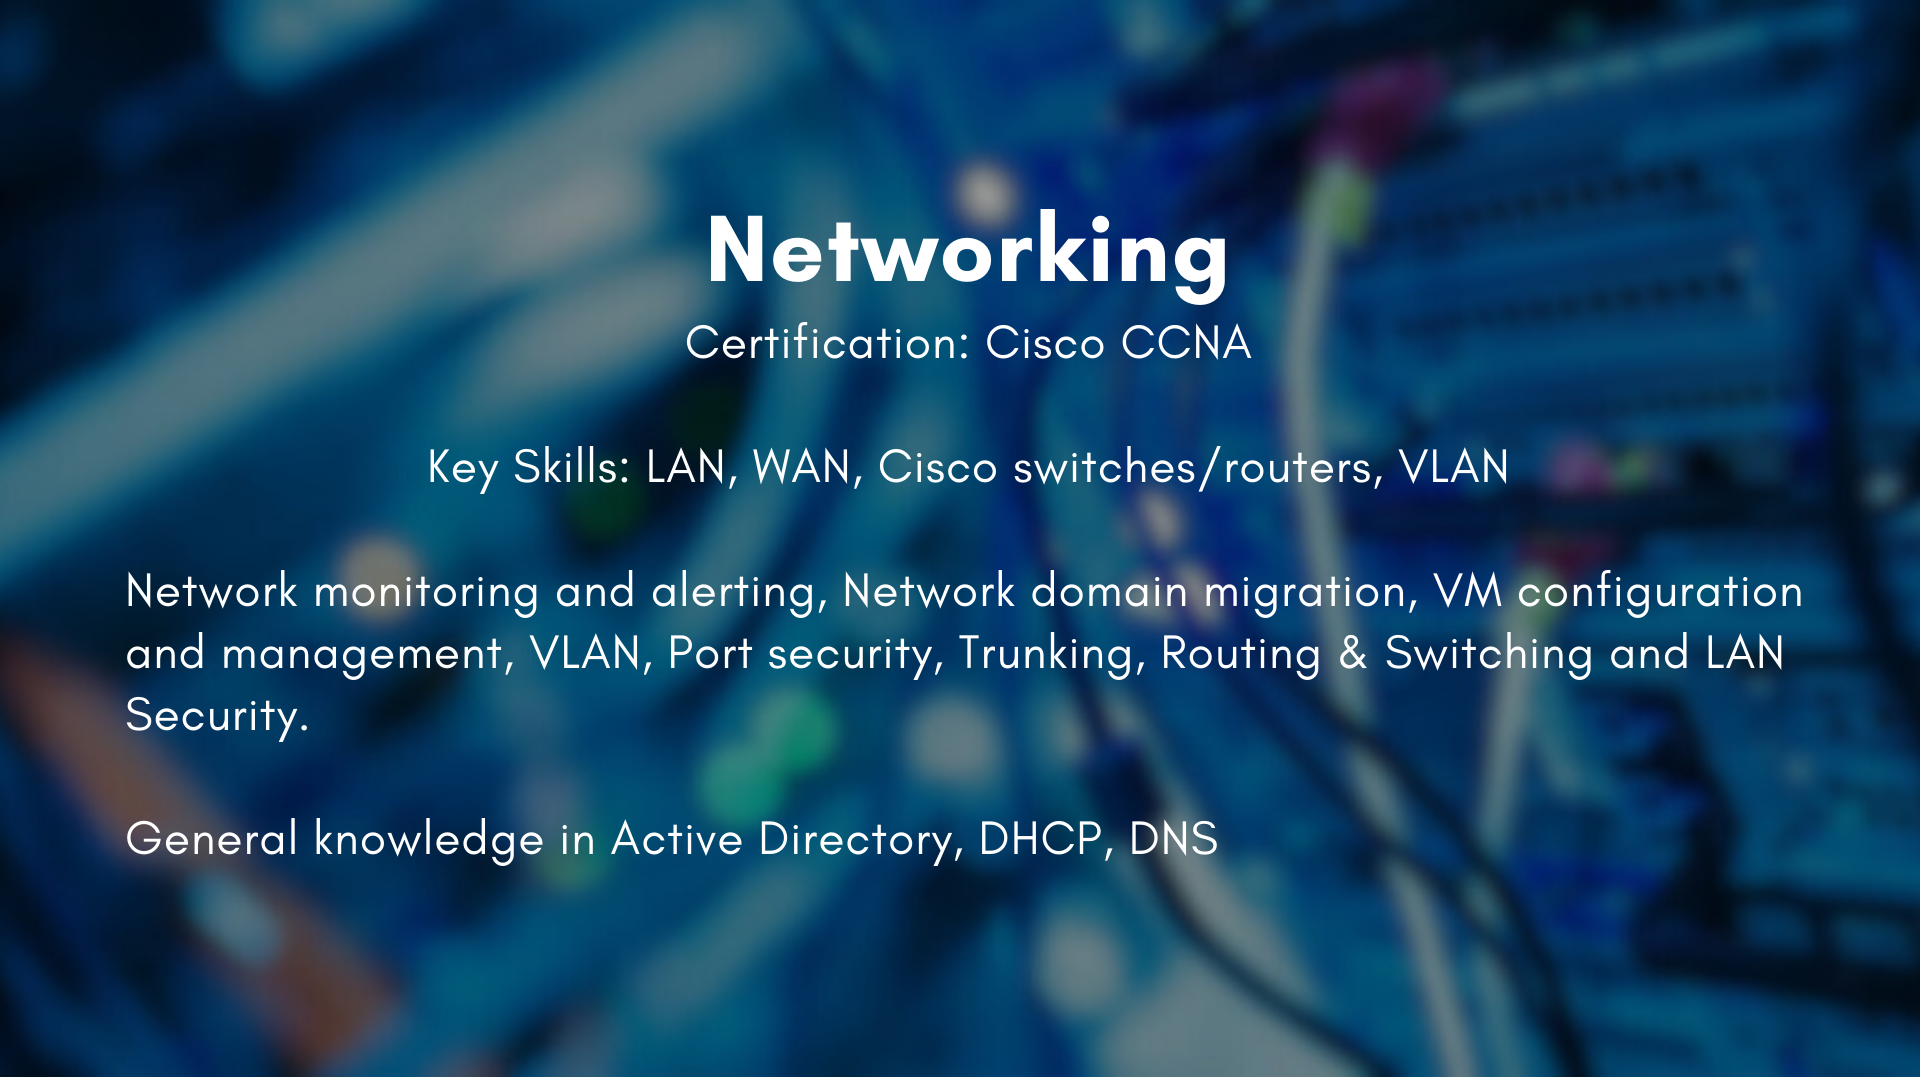 Networking
Certification: Cisco CCNA
Key Skills: LAN, WAN, Cisco switches/routers, VLAN
Network monitoring and alerting, Network domain migration, VM configuration
and management, VLAN, Port security, Trunking, Routing & Switching and LAN
Security.
General knowledge in Active Directory, DHCP, DNS